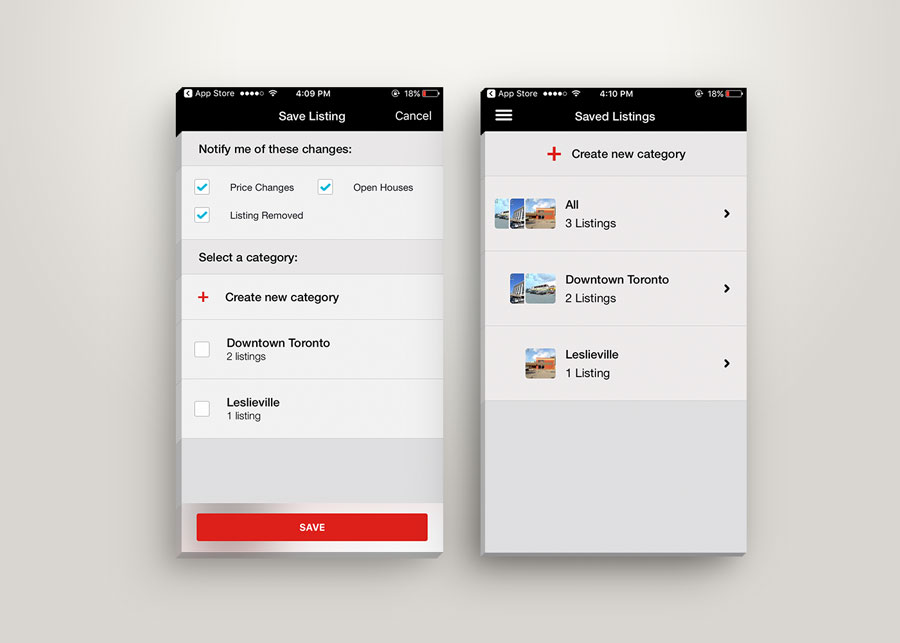 App Store 4:09 PM 18%
Save Listing Cancel
Notify me of these changes:
Price Changes Open Houses
Listing Removed
Select a category:
+ Create new category
Downtown Toronto
2 listings
Leslieville
1 listing
SAVE
App Store 4:10 PM 18%
Saved Listings
+ Create new category
All
3 Listings
Downtown Toronto
2 Listings
Leslieville
1 Listing